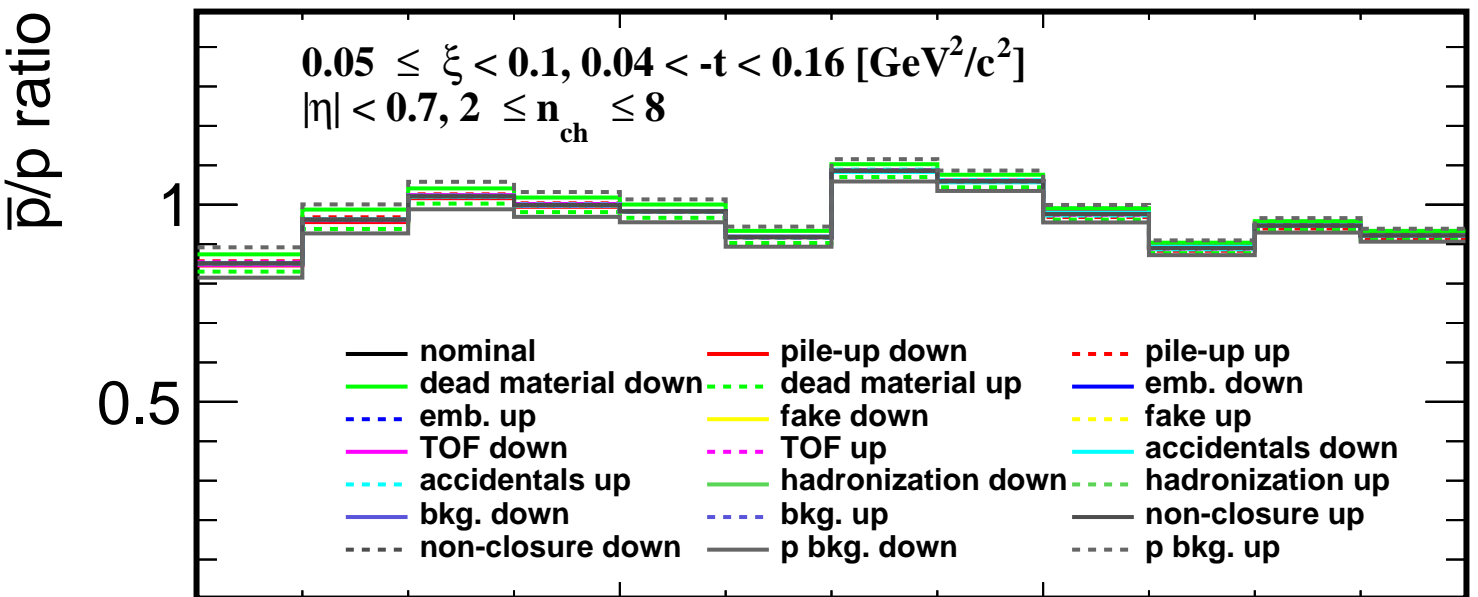 p̅/p ratio
0.05 ≤ ξ < 0.1, 0.04 < -t < 0.16 [GeV²/c²]
|η| < 0.7, 2 ≤ n_ch ≤ 8
1
0.5
nominal pile-up down pile-up up
dead material down dead material up emb. down
emb. up fake down fake up
TOF down TOF up accidentals down
accidentals up hadronization down hadronization up
bkg. down bkg. up non-closure up
non-closure down p bkg. down p bkg. up